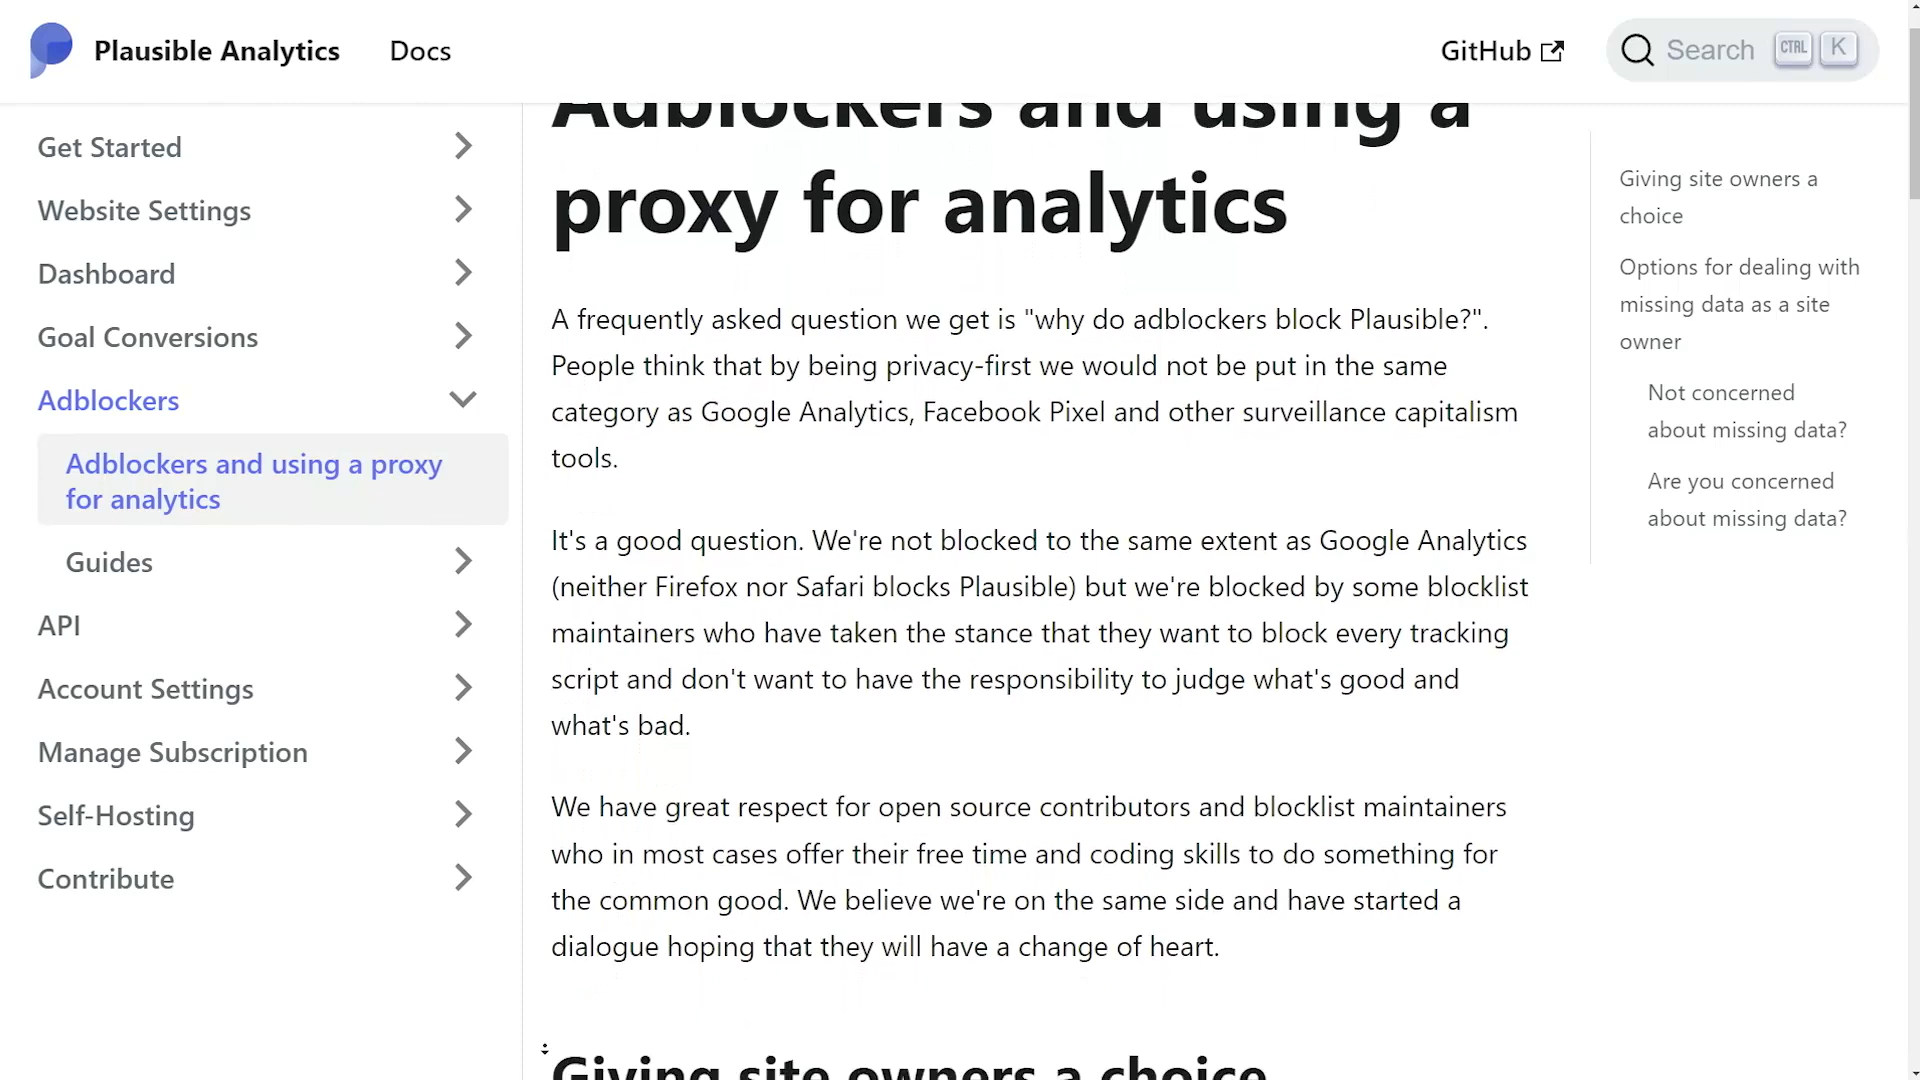 Plausible Analytics
Docs
GitHub
Search
CTRL
K
Get Started
Website Settings
Dashboard
Goal Conversions
Adblockers
Adblockers and using a proxy
for analytics
Guides
API
Account Settings
Manage Subscription
Self-Hosting
Contribute
Adblockers and using a
proxy for analytics
A frequently asked question we get is "why do adblockers block Plausible?".
People think that by being privacy-first we would not be put in the same
category as Google Analytics, Facebook Pixel and other surveillance capitalism
tools.
It's a good question. We're not blocked to the same extent as Google Analytics
(neither Firefox nor Safari blocks Plausible) but we're blocked by some blocklist
maintainers who have taken the stance that they want to block every tracking
script and don't want to have the responsibility to judge what's good and
what's bad.
We have great respect for open source contributors and blocklist maintainers
who in most cases offer their free time and coding skills to do something for
the common good. We believe we're on the same side and have started a
dialogue hoping that they will have a change of heart.
Giving site owners a choice
Giving site owners a
choice
Options for dealing with
missing data as a site
owner
Not concerned
about missing data?
Are you concerned
about missing data?